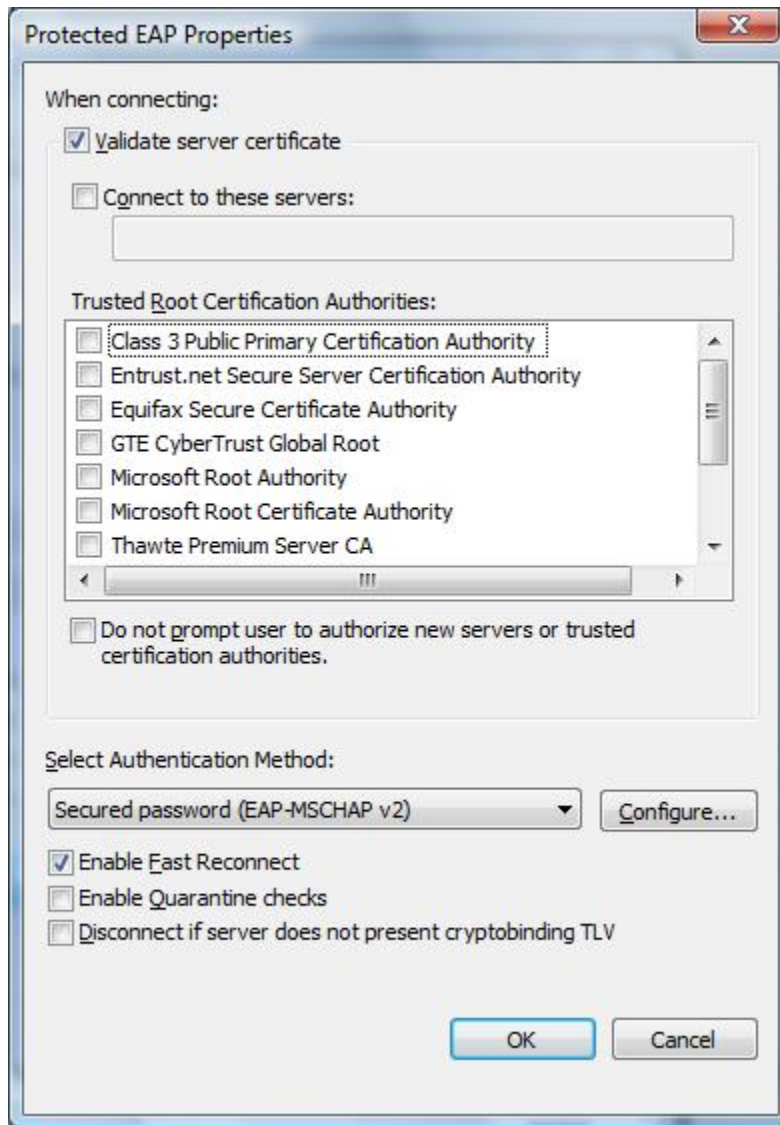 Protected EAP Properties
When connecting:
Validate server certificate
Connect to these servers:
Trusted Root Certification Authorities:
Class 3 Public Primary Certification Authority
Entrust.net Secure Server Certification Authority
Equifax Secure Certificate Authority
GTE CyberTrust Global Root
Microsoft Root Authority
Microsoft Root Certificate Authority
Thawte Premium Server CA
Do not prompt user to authorize new servers or trusted
certification authorities.
Select Authentication Method:
Secured password (EAP-MSCHAP v2)
Configure...
Enable Fast Reconnect
Enable Quarantine checks
Disconnect if server does not present cryptobinding TLV
OK
Cancel